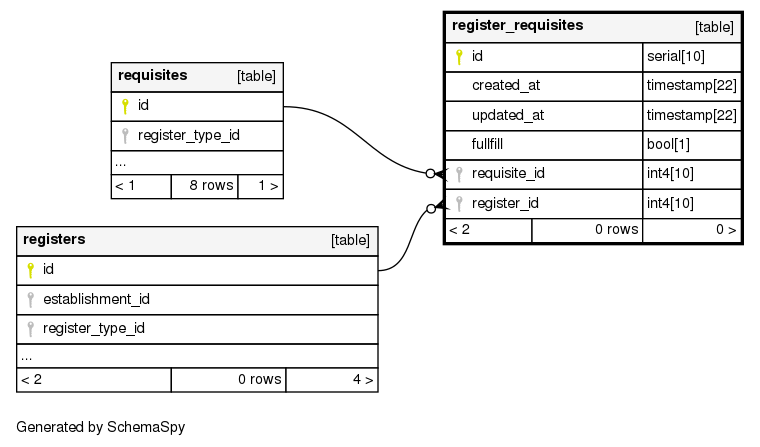 register_requisites [table]
id serial[10]
created_at timestamp[22]
updated_at timestamp[22]
fullfill bool[1]
requisite_id int4[10]
register_id int4[10]
< 2 0 rows 0 >
requisites [table]
id
register_type_id
...
< 1 8 rows 1 >
registers [table]
id
establishment_id
register_type_id
...
< 2 0 rows 4 >
Generated by SchemaSpy